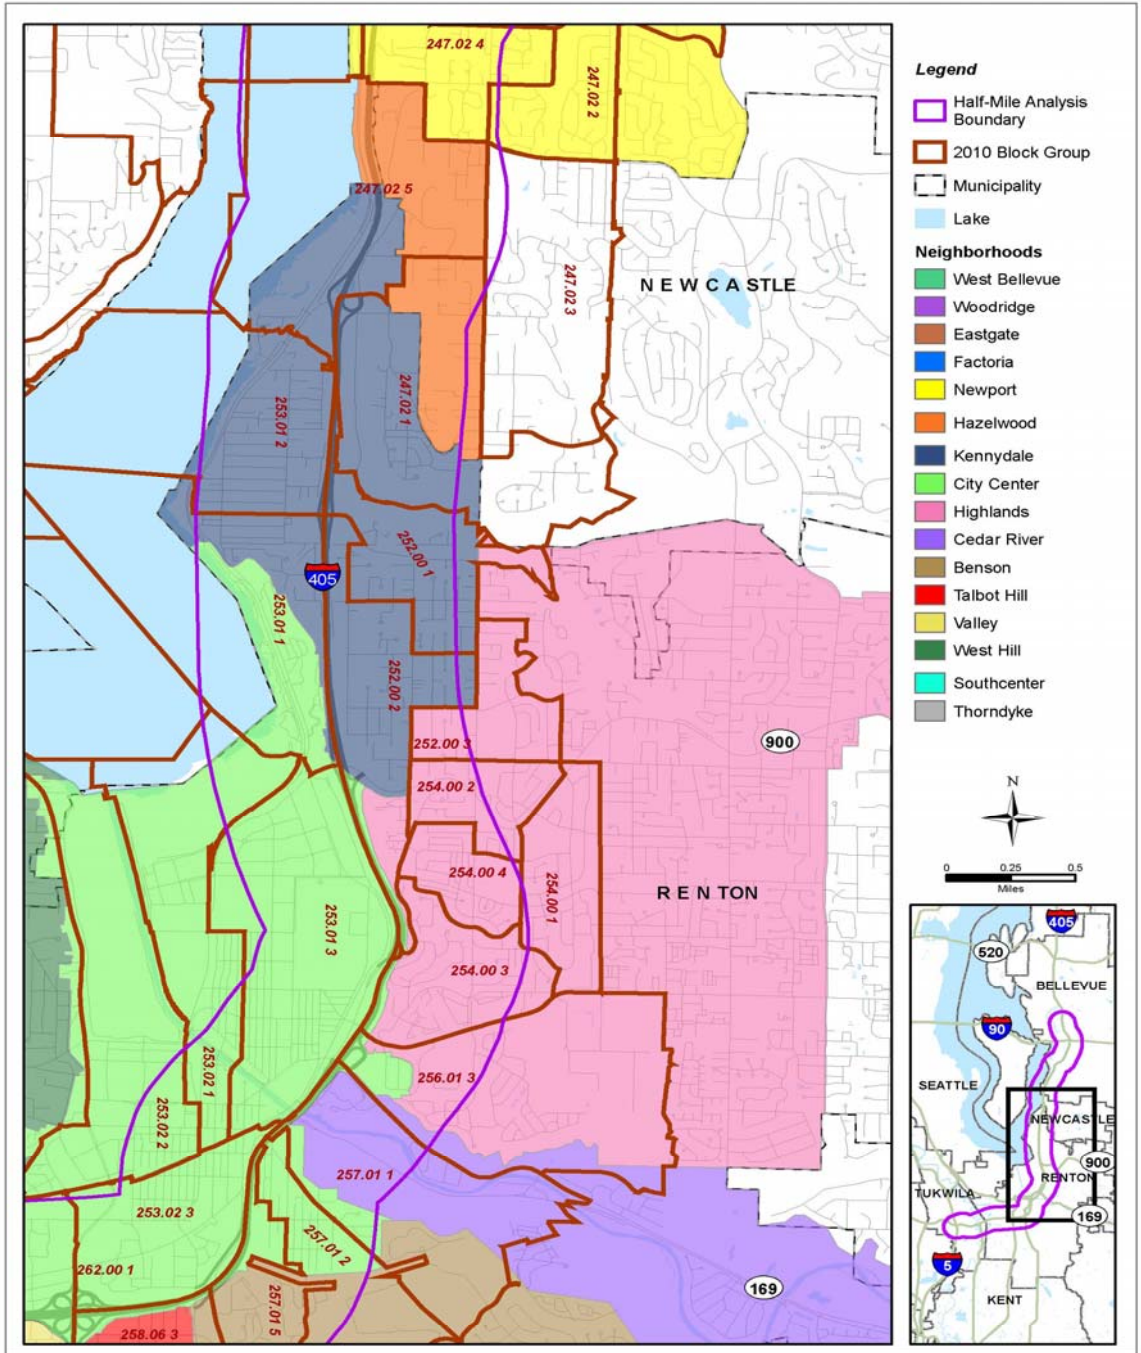 247.02 4
247.02 2
247.02 5
N E W C A STLE
247.02 3
247.02 1
253.01 2
252.00 1
405
253.01 1
252.00 2
252.00 3
900
254.00 2
254.00 4
254.00 1
R E N TON
253.01 3
254.00 3
256.01 3
253.02 1
253.02 2
257.01 1
253.02 3
257.01 2
262.00 1
257.01 5
169
258.06 3
Legend
Half-Mile Analysis
Boundary
2010 Block Group
Municipality
Lake
Neighborhoods
West Bellevue
Woodridge
Eastgate
Factoria
Newport
Hazelwood
Kennydale
City Center
Highlands
Cedar River
Benson
Talbot Hill
Valley
West Hill
Southcenter
Thorndyke
N
0 0.25 0.5
Miles
405
520
BELLEVUE
90
SEATTLE
NEWCASTLE
900
RENTON
TUKWILA
169
5
KENT